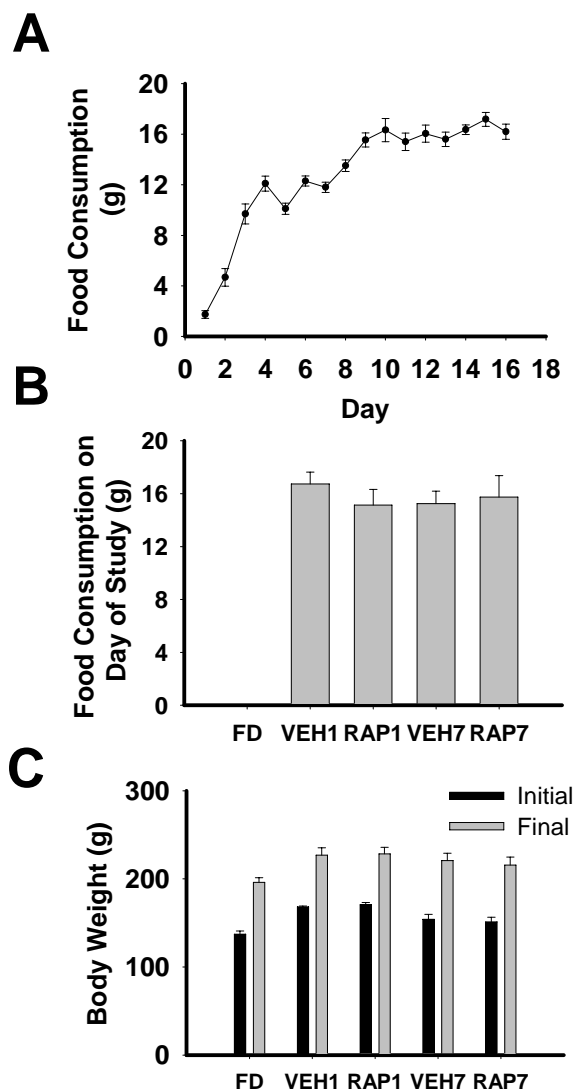 A
20
16
12
8
4
0
Food Consumption
(g)
0 2 4 6 8 10 12 14 16 18
Day
B
20
16
12
8
4
0
Food Consumption on
Day of Study (g)
FD VEH1 RAP1 VEH7 RAP7
C
300
200
100
0
Body Weight (g)
Initial
Final
FD VEH1 RAP1 VEH7 RAP7